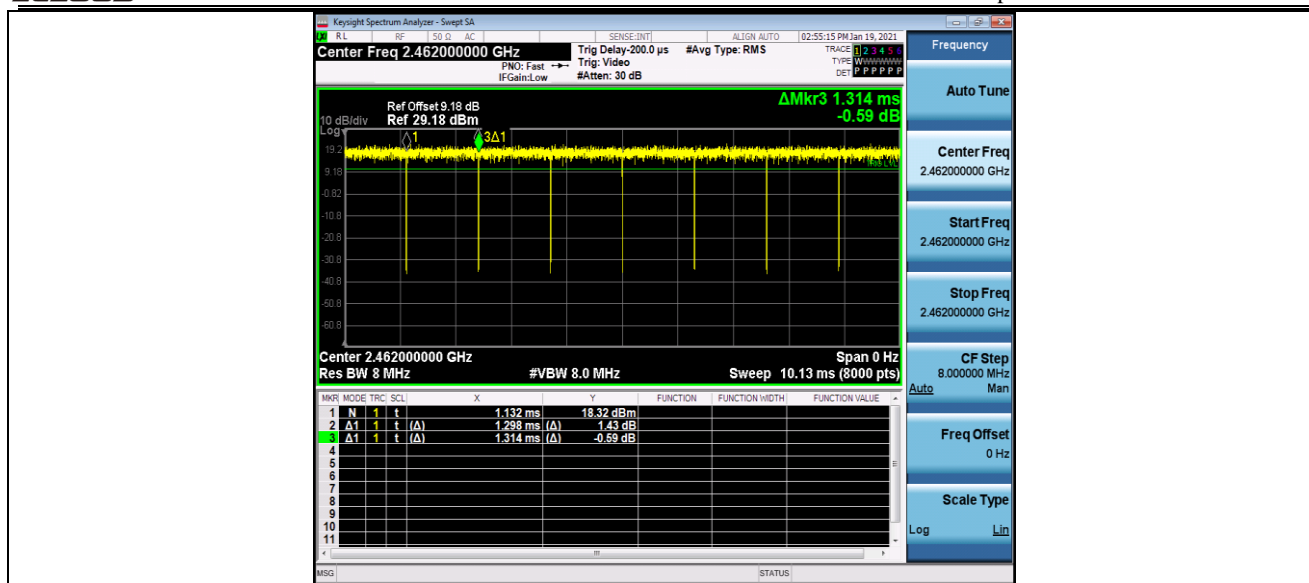 Keysight Spectrum Analyzer - Swept SA
RL RF 50 Ω AC SENSE:INT ALIGN AUTO 02:55:15 PM Jan 19, 2021
Center Freq 2.462000000 GHz Trig Delay-200.0 µs #Avg Type: RMS TRACE 1 2 3 4 5 6
PNO: Fast Trig: Video TYPE WWWWWW
IFGain:Low #Atten: 30 dB DET P P P P P P
Ref Offset 9.18 dB ΔMkr3 1.314 ms
10 dB/div Ref 29.18 dBm -0.59 dB
Log
1 3Δ1
19.2
9.18
-0.82
-10.8
-20.8
-30.8
-40.8
-50.8
-60.8
Center 2.462000000 GHz Span 0 Hz
Res BW 8 MHz #VBW 8.0 MHz Sweep 10.13 ms (8000 pts)
MKR MODE TRC SCL X Y FUNCTION FUNCTION WIDTH FUNCTION VALUE
1 N 1 t 1.132 ms 18.32 dBm
2 Δ1 1 t (Δ) 1.298 ms (Δ) 1.43 dB
3 Δ1 1 t (Δ) 1.314 ms (Δ) -0.59 dB
4
5
6
7
8
9
10
11
MSG STATUS
Frequency
Auto Tune
Center Freq
2.462000000 GHz
Start Freq
2.462000000 GHz
Stop Freq
2.462000000 GHz
CF Step
8.000000 MHz
Auto Man
Freq Offset
0 Hz
Scale Type
Log Lin